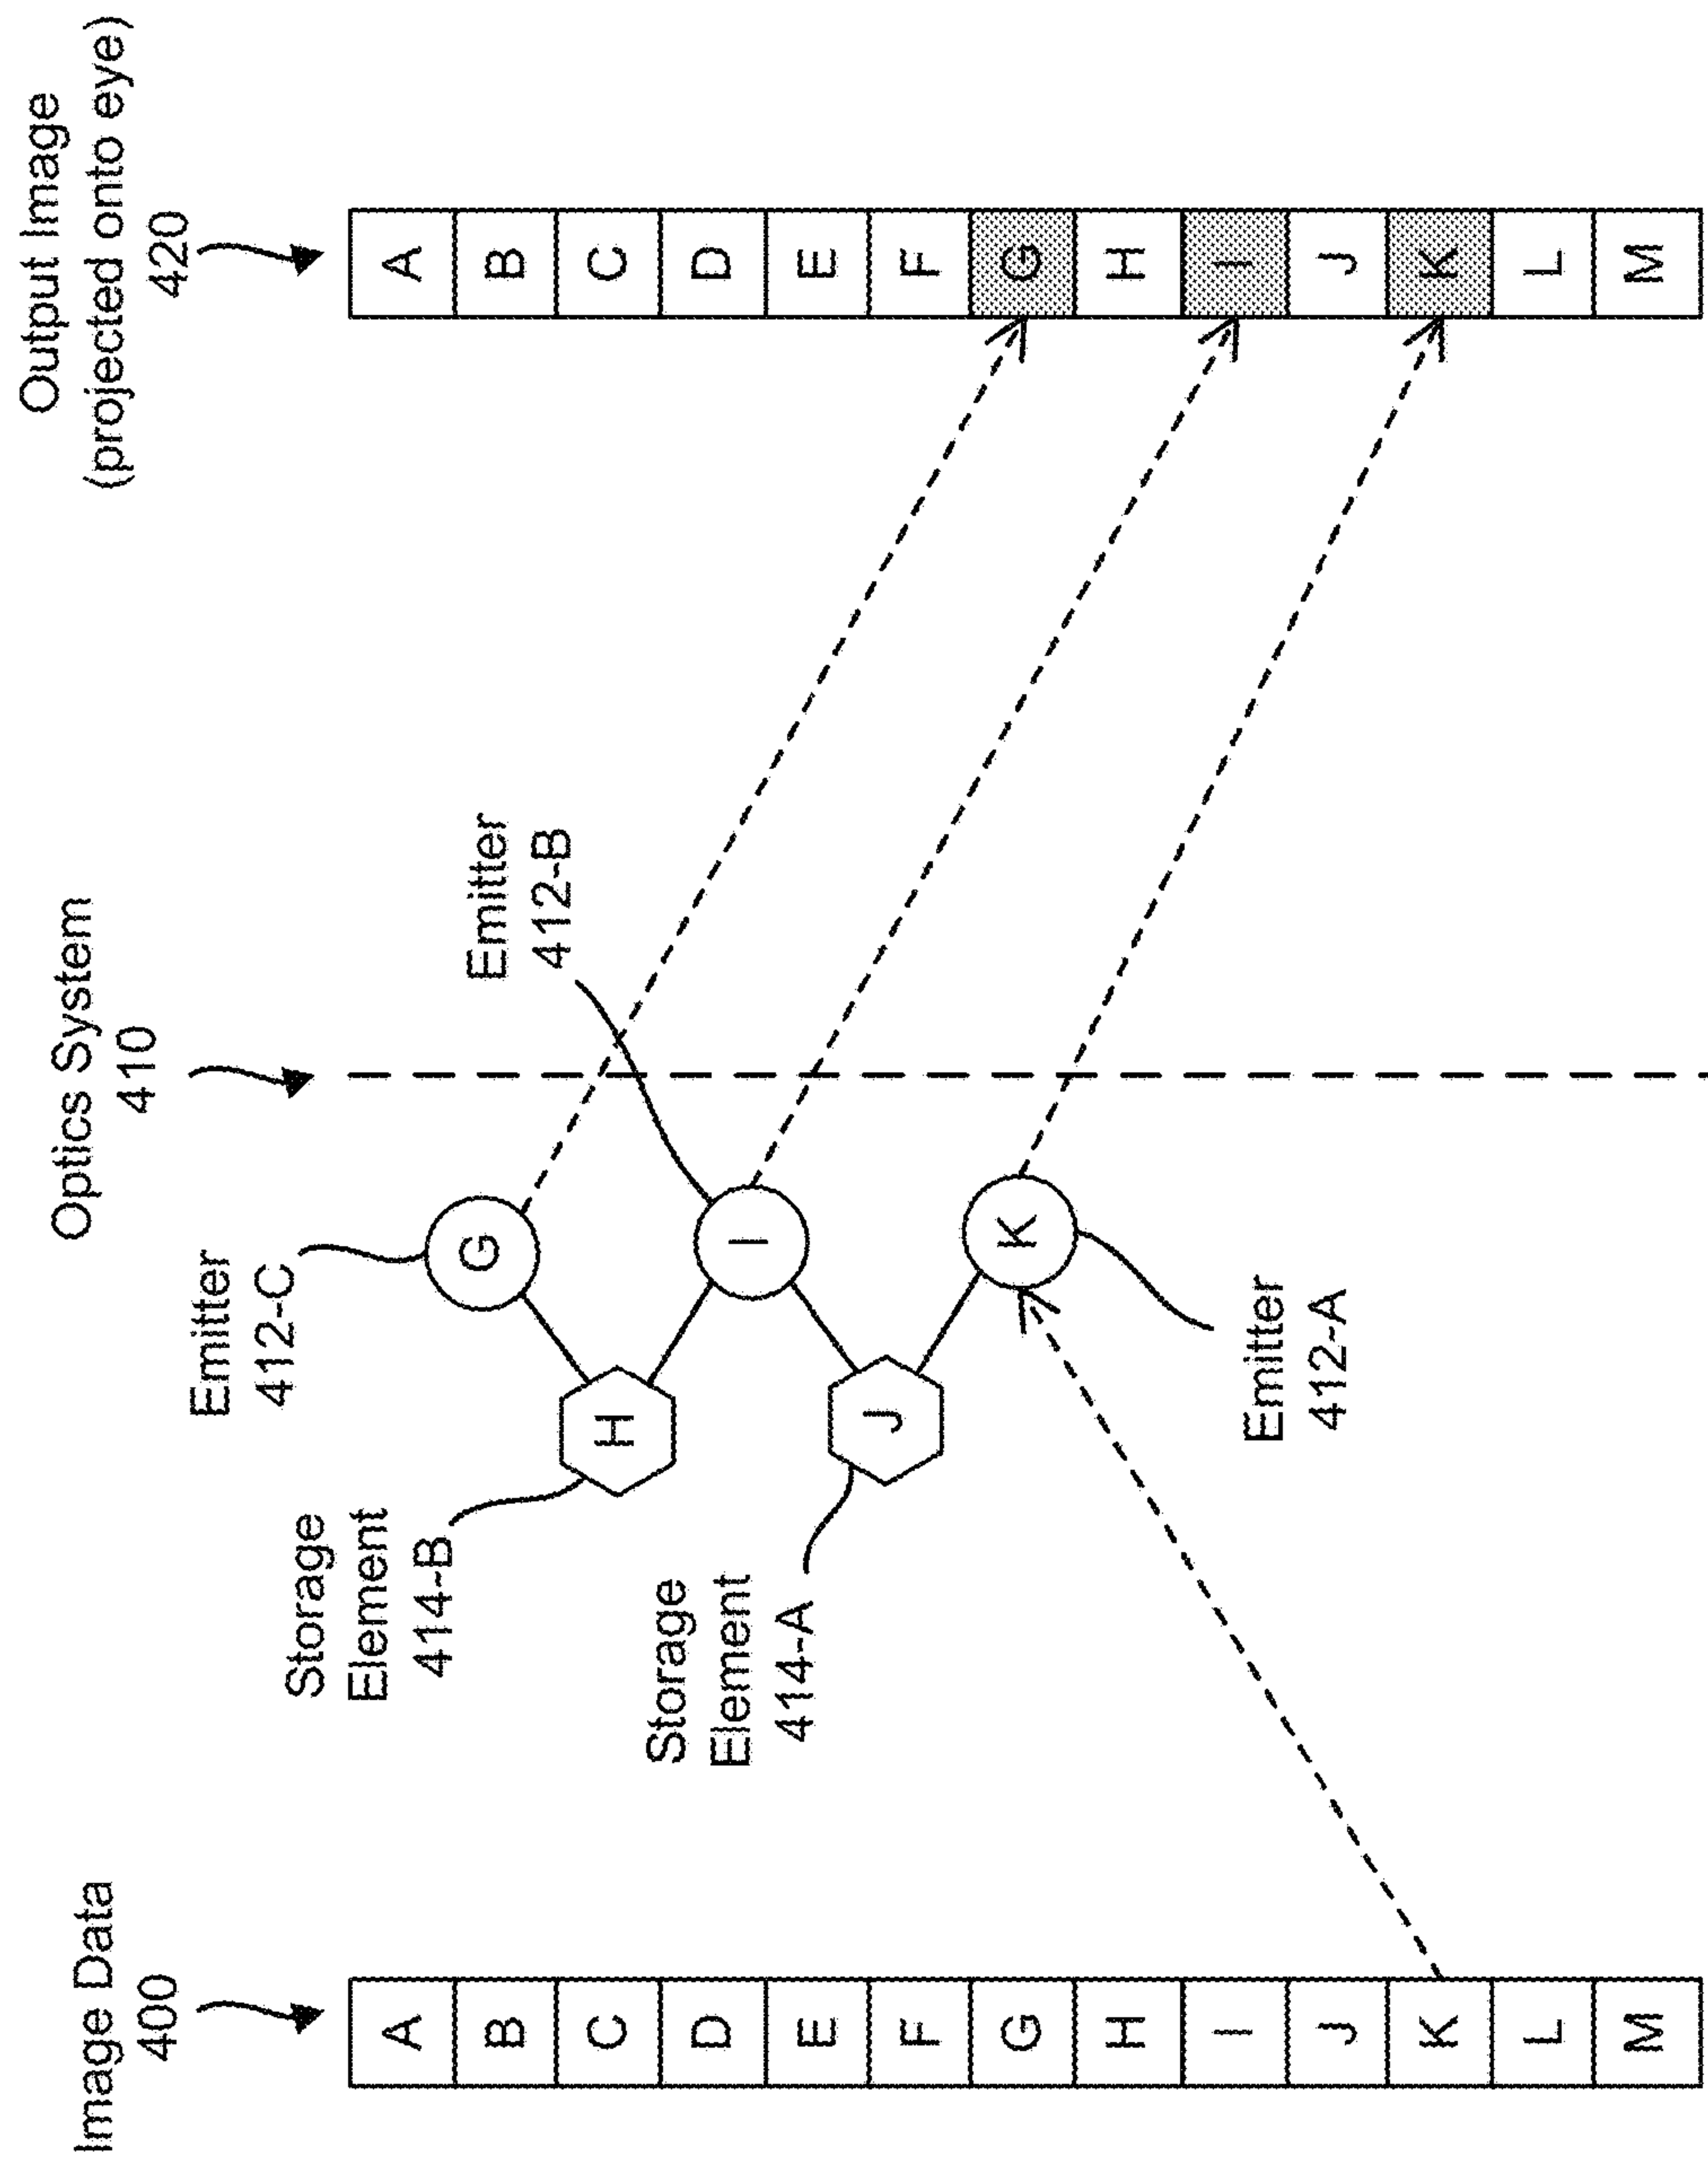 Image Data
400
A
B
C
D
E
F
G
H
I
J
K
L
M
Optics System
410
Emitter
412-C
G
Storage
Element
414-B
H
Emitter
412-B
I
Storage
Element
414-A
J
K
Emitter
412-A
Output Image
(projected onto eye)
420
A
B
C
D
E
F
G
H
I
J
K
L
M